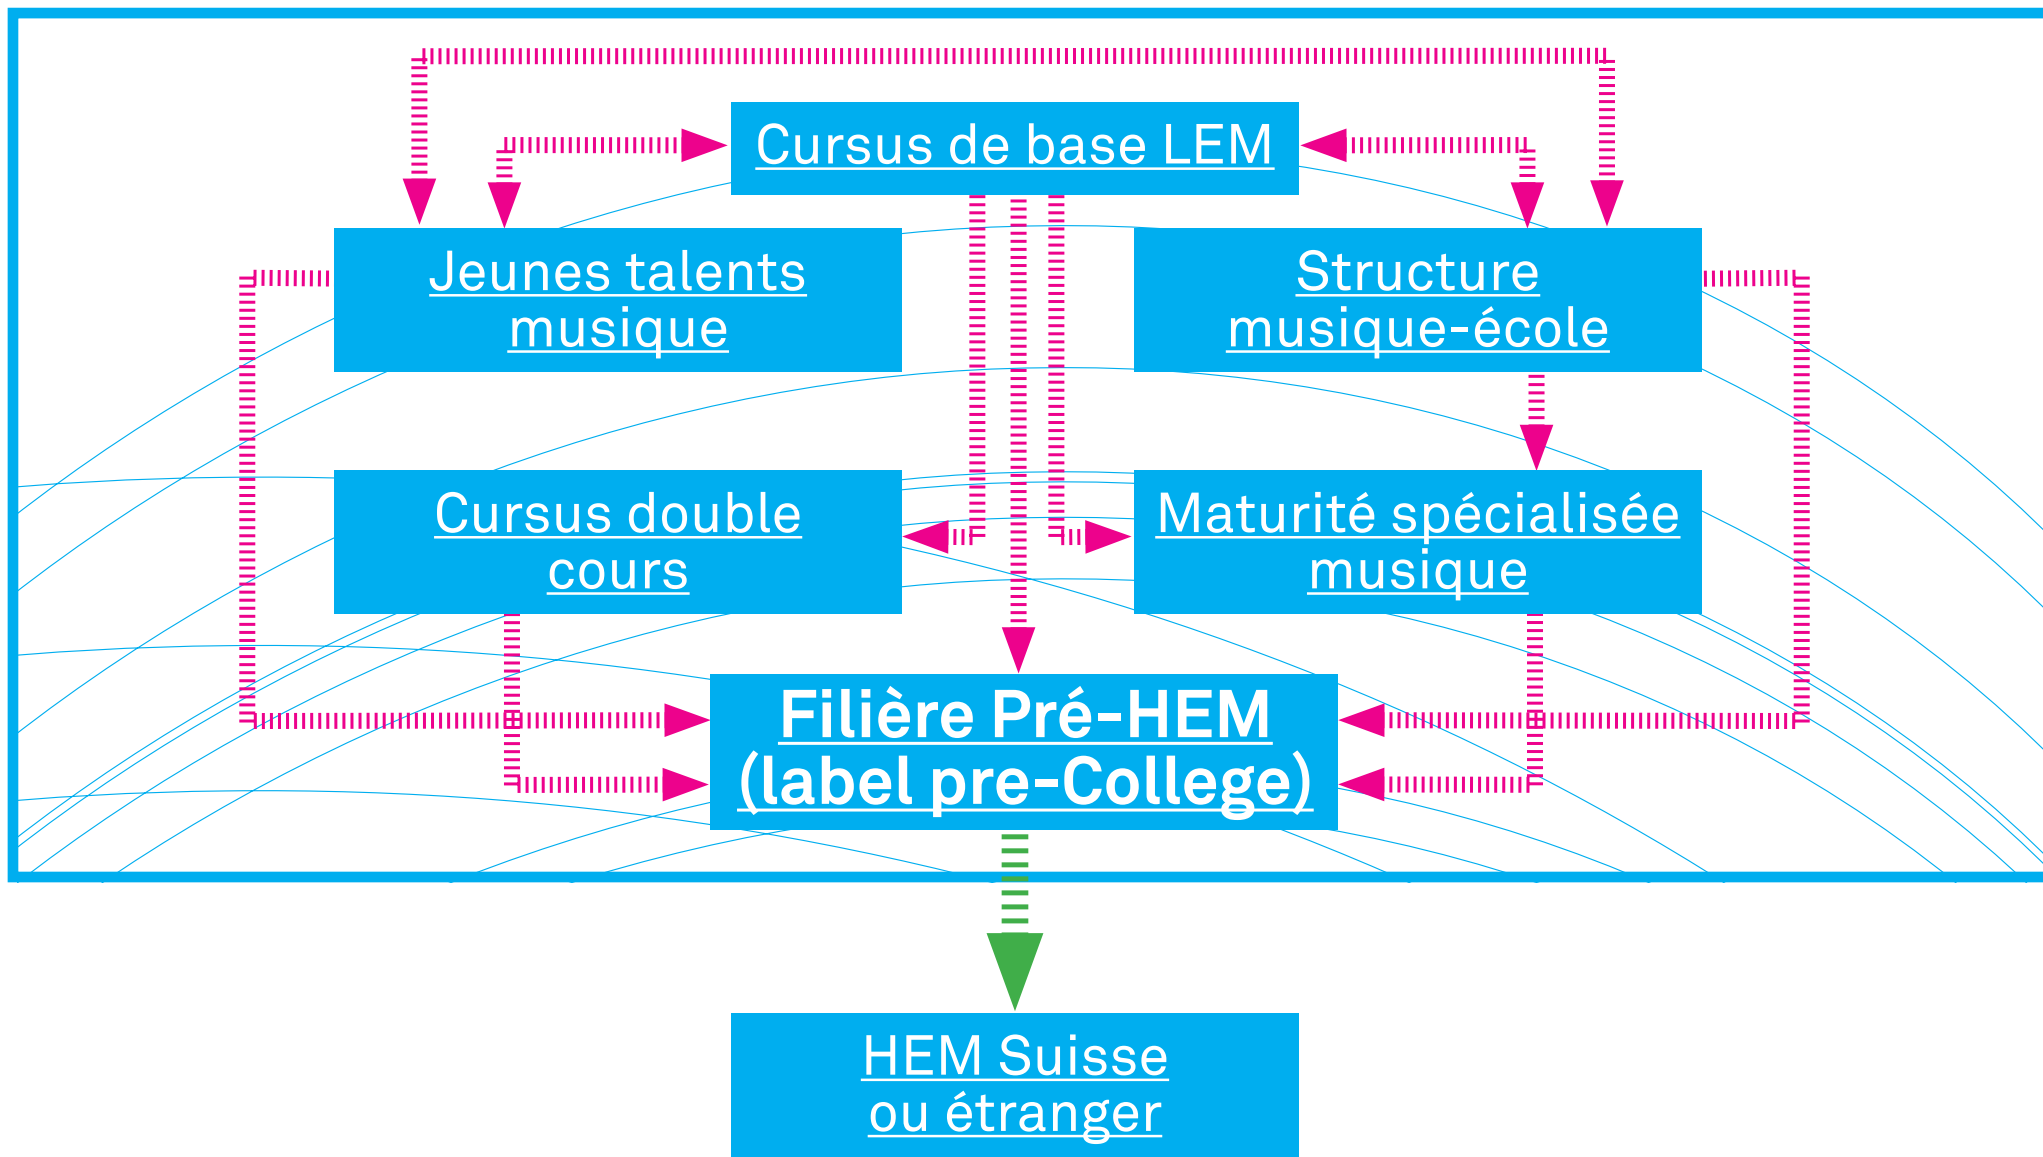 Cursus de base LEM
Jeunes talents
musique
Structure
musique-école
Cursus double
cours
Maturité spécialisée
musique
Filière Pré-HEM
(label pre-College)
HEM Suisse
ou étranger